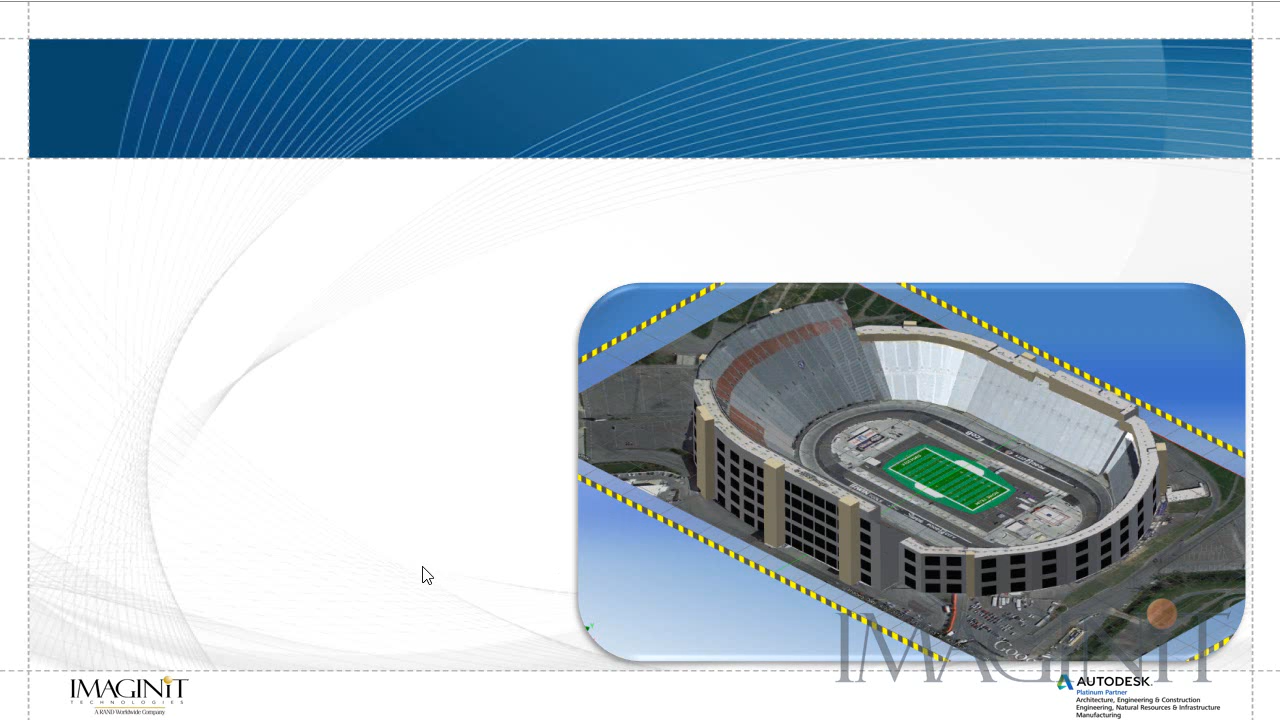 IMAGINiT
IMAGINiT
TECHNOLOGIES
A RAND Worldwide Company
AUTODESK.
Platinum Partner
Architecture, Engineering & Construction
Engineering, Natural Resources & Infrastructure
Manufacturing